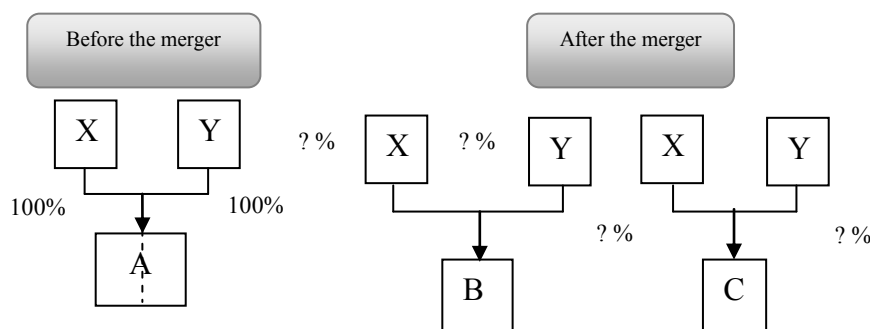 Before the merger
After the merger
X Y ? % X ? % Y X Y
100% 100% ? % ? %
A B C